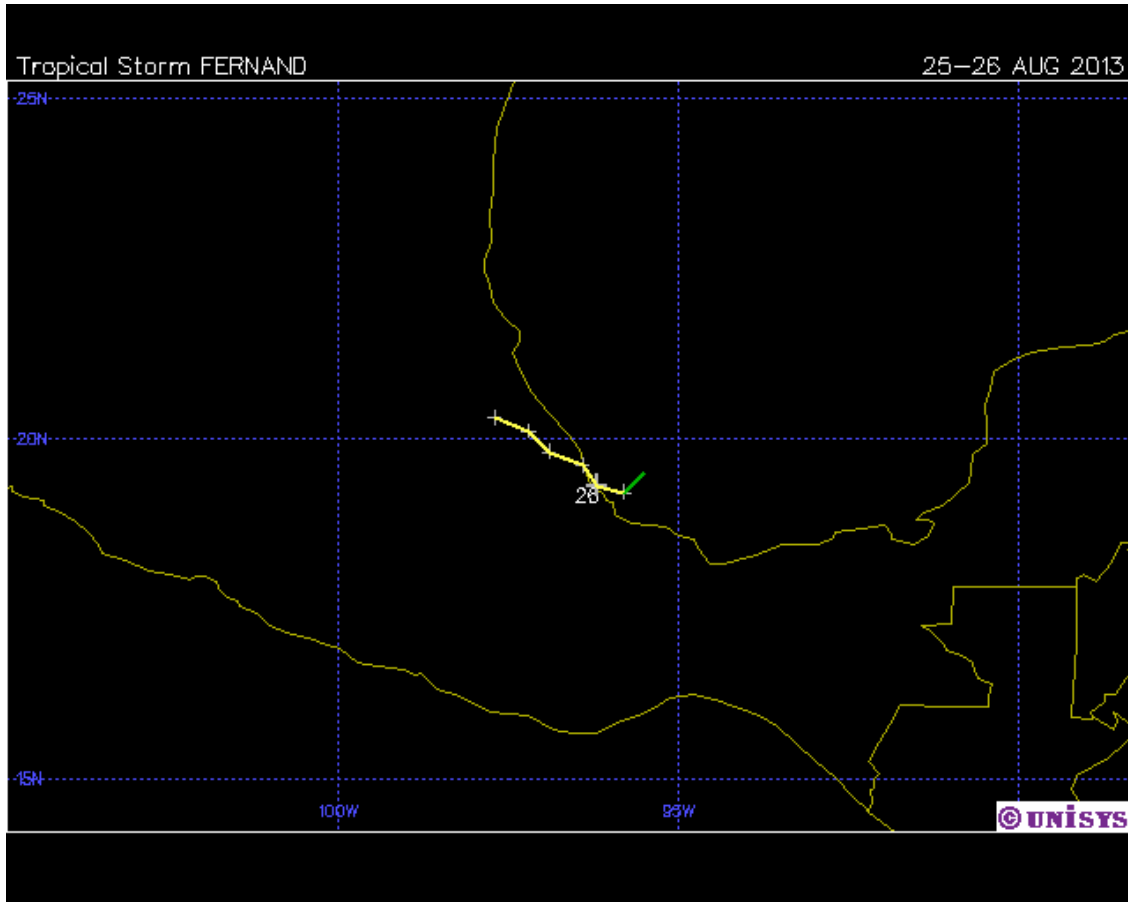 Tropical Storm FERNAND 25-26 AUG 2013
25N
20N
26
15N
100W 95W
© UNiSYS